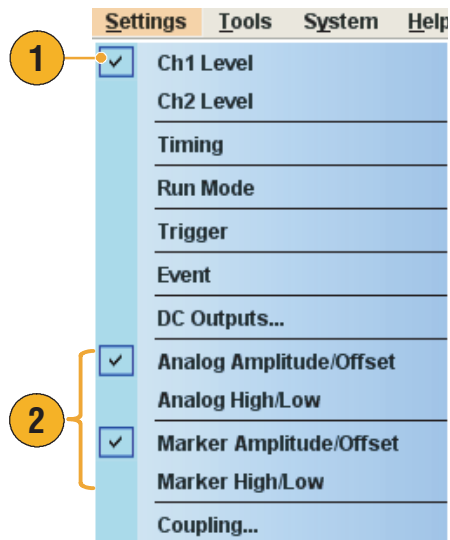 Settings Tools System Help
1
Ch1 Level
Ch2 Level
Timing
Run Mode
Trigger
Event
DC Outputs...
2
Analog Amplitude/Offset
Analog High/Low
Marker Amplitude/Offset
Marker High/Low
Coupling...